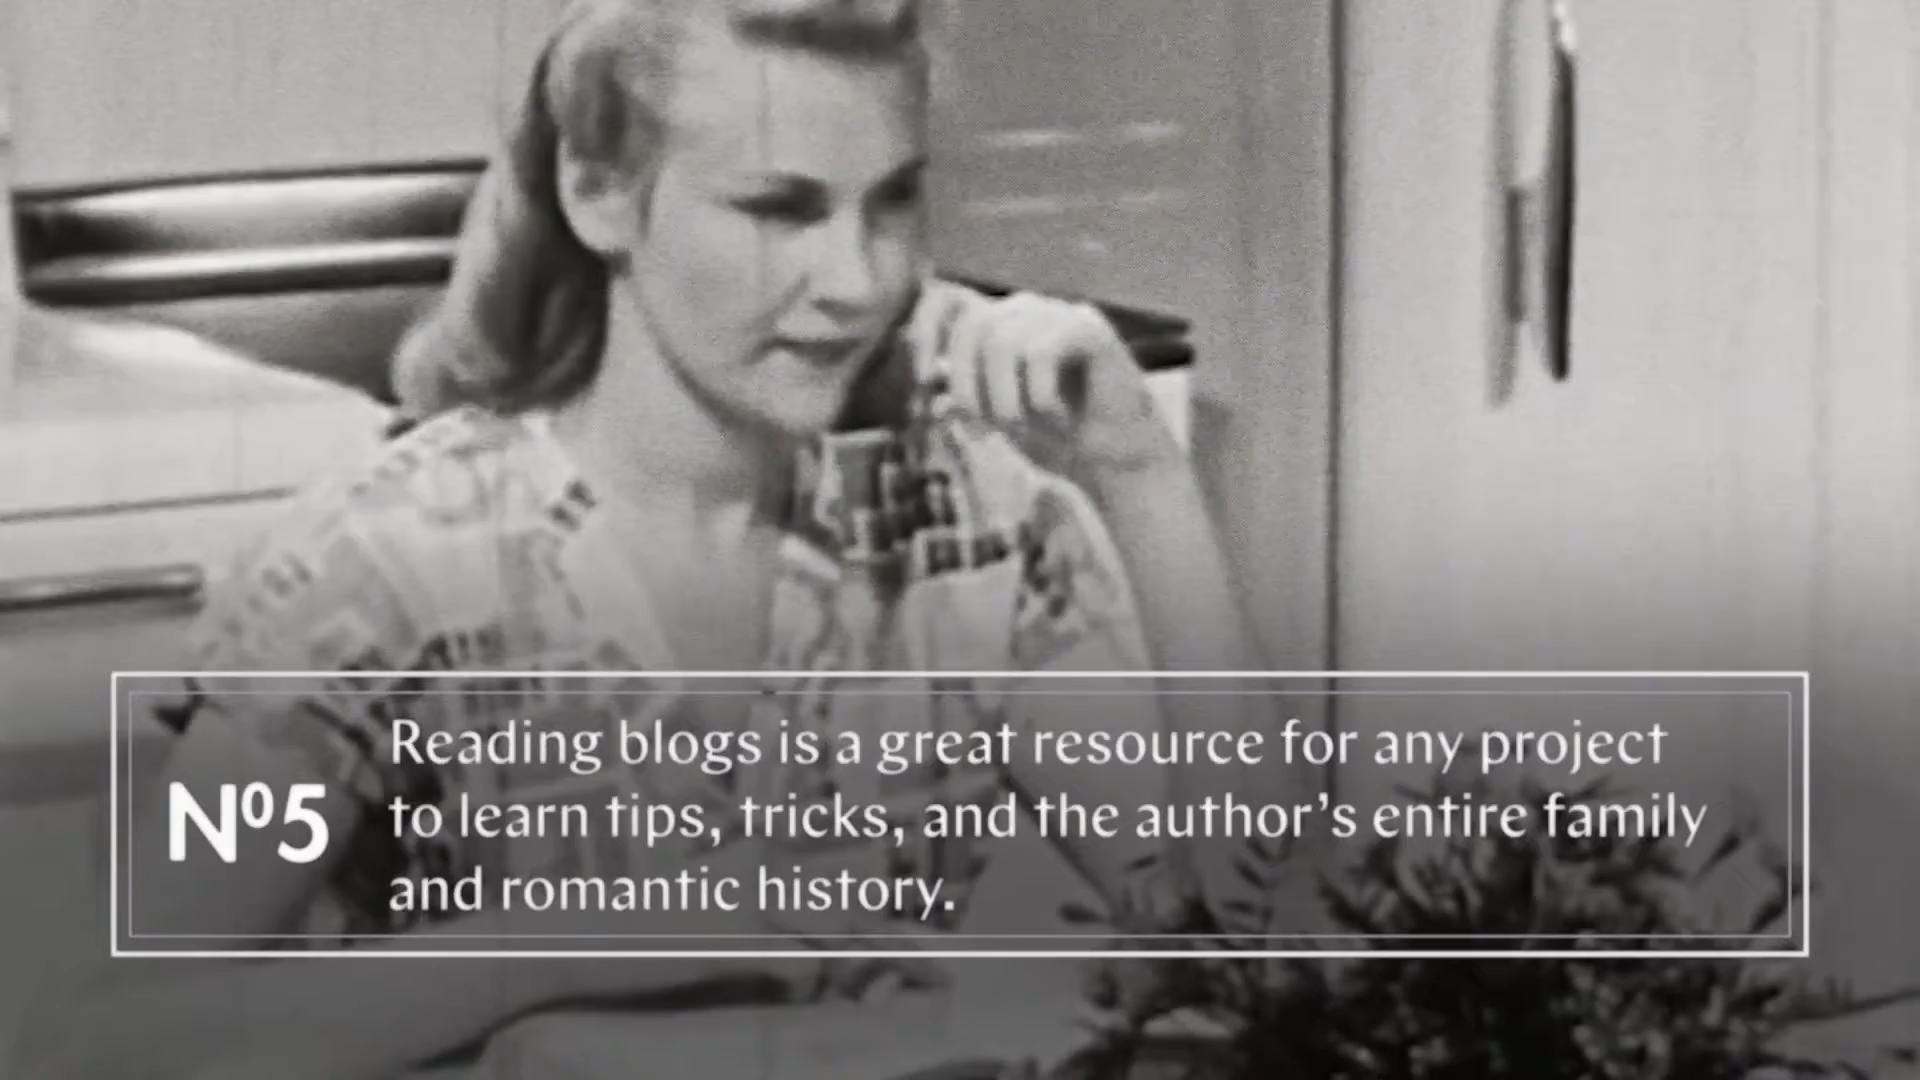 Nº5
Reading blogs is a great resource for any project
to learn tips, tricks, and the author's entire family
and romantic history.